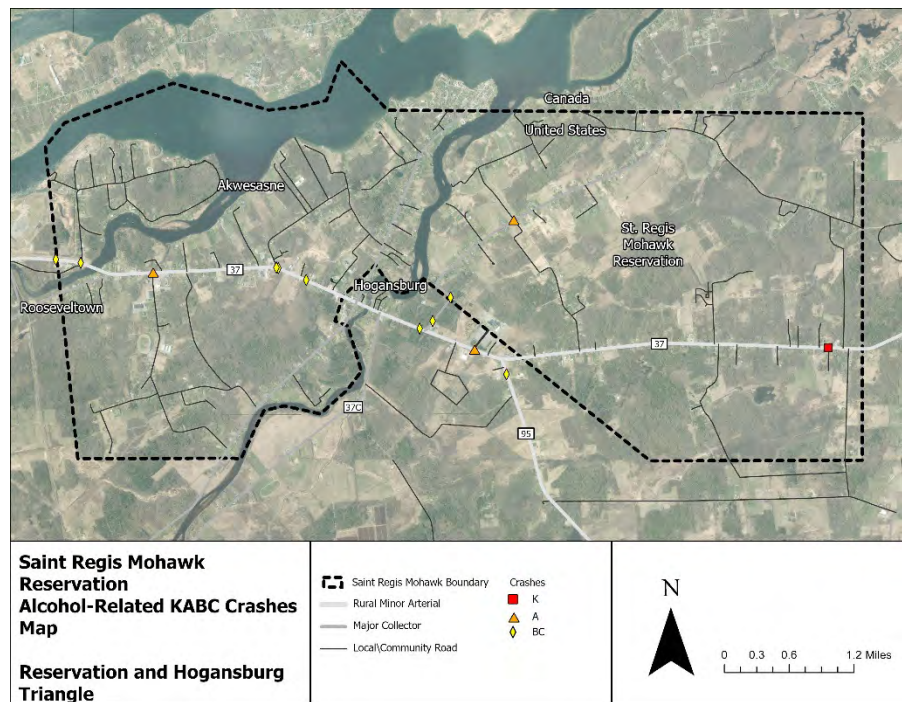 Canada
United States
Akwesasne
St. Regis
Mohawk
Reservation
37
Hogansburg
Rooseveltown
37
37C
95
Saint Regis Mohawk
Reservation
Alcohol-Related KABC Crashes
Map
Reservation and Hogansburg
Triangle
Saint Regis Mohawk Boundary
Rural Minor Arterial
Major Collector
Local\Community Road
Crashes
K
A
BC
N
0 0.3 0.6 1.2 Miles